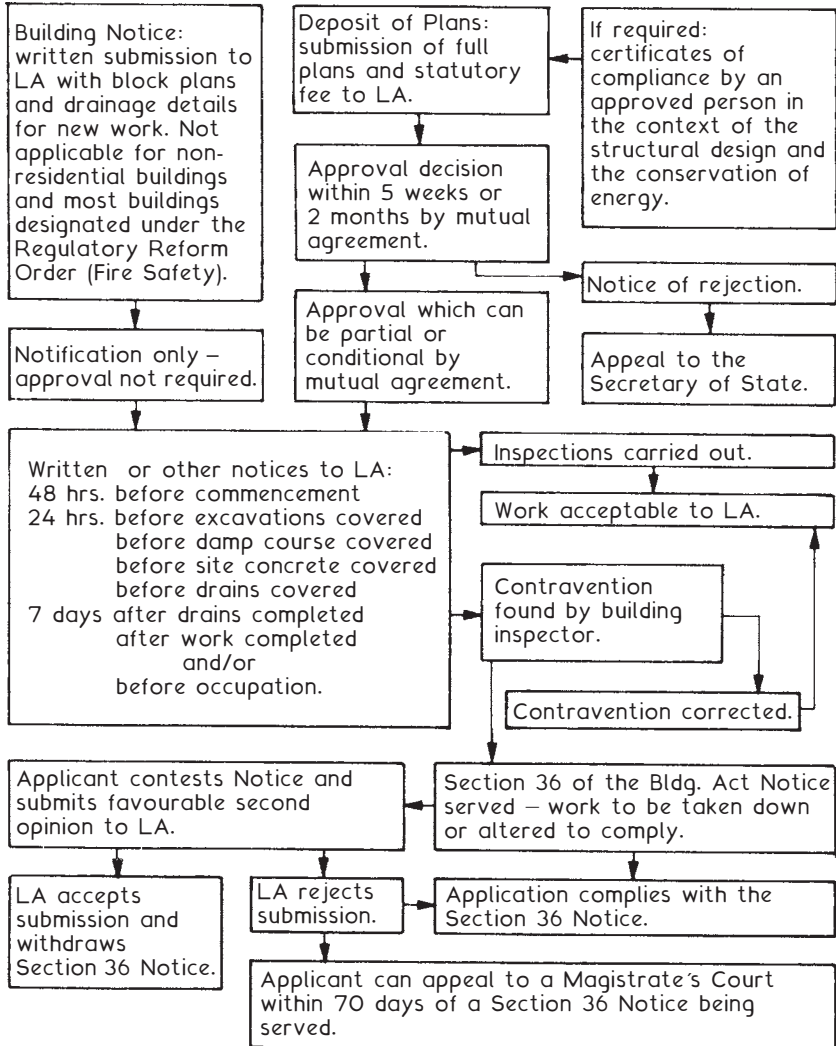 Building Notice:
written submission to
LA with block plans
and drainage details
for new work. Not
applicable for non-
residential buildings
and most buildings
designated under the
Regulatory Reform
Order (Fire Safety).
Deposit of Plans:
submission of full
plans and statutory
fee to LA.
If required:
certificates of
compliance by an
approved person in
the context of the
structural design and
the conservation of
energy.
Approval decision
within 5 weeks or
2 months by mutual
agreement.
Notice of rejection.
Appeal to the
Secretary of State.
Approval which can
be partial or
conditional by
mutual agreement.
Notification only –
approval not required.
Written or other notices to LA:
48 hrs. before commencement
24 hrs. before excavations covered
before damp course covered
before site concrete covered
before drains covered
7 days after drains completed
after work completed
and/or
before occupation.
Inspections carried out.
Work acceptable to LA.
Contravention
found by building
inspector.
Contravention corrected.
Applicant contests Notice and
submits favourable second
opinion to LA.
Section 36 of the Bldg. Act Notice
served – work to be taken down
or altered to comply.
LA accepts
submission and
withdraws
Section 36 Notice.
LA rejects
submission.
Application complies with the
Section 36 Notice.
Applicant can appeal to a Magistrate's Court
within 70 days of a Section 36 Notice being
served.